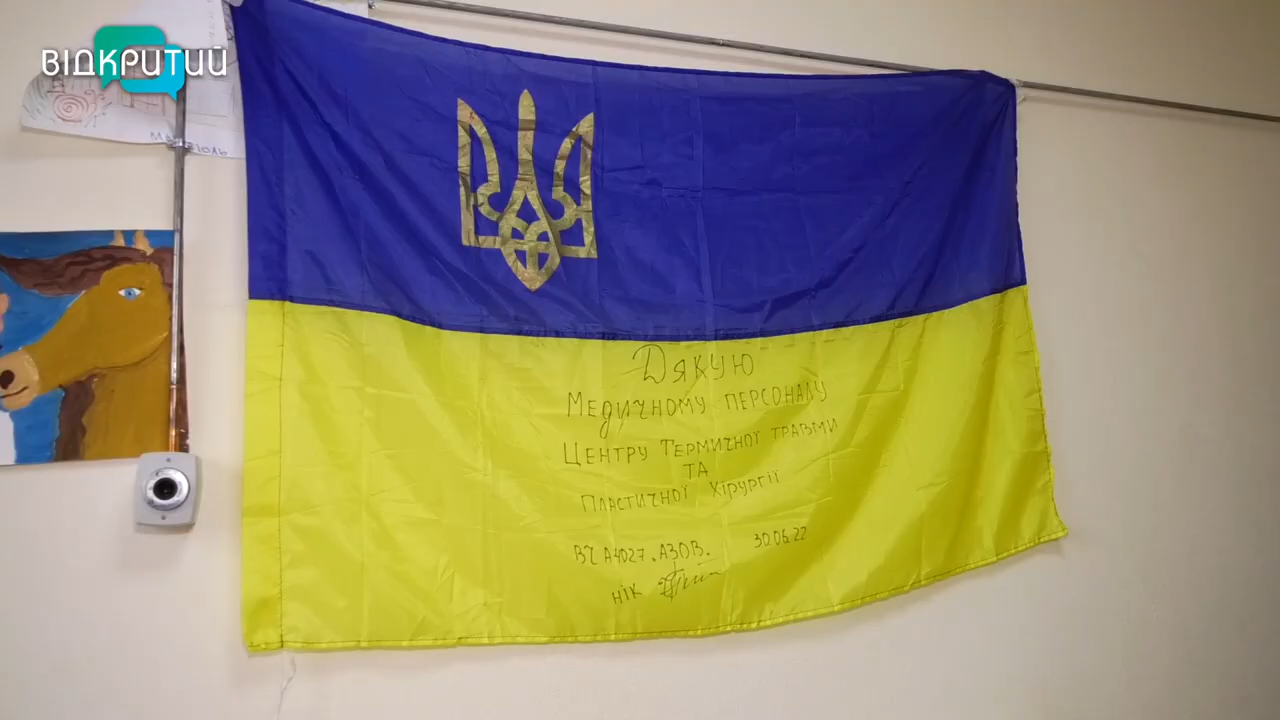 ВІДКРИТИЙ
Дякую
Медичному персоналу
Центру Термічної травми
та
Пластичної Хірургії
ВЧ А4027 "АЗОВ".
30.06.22
нік